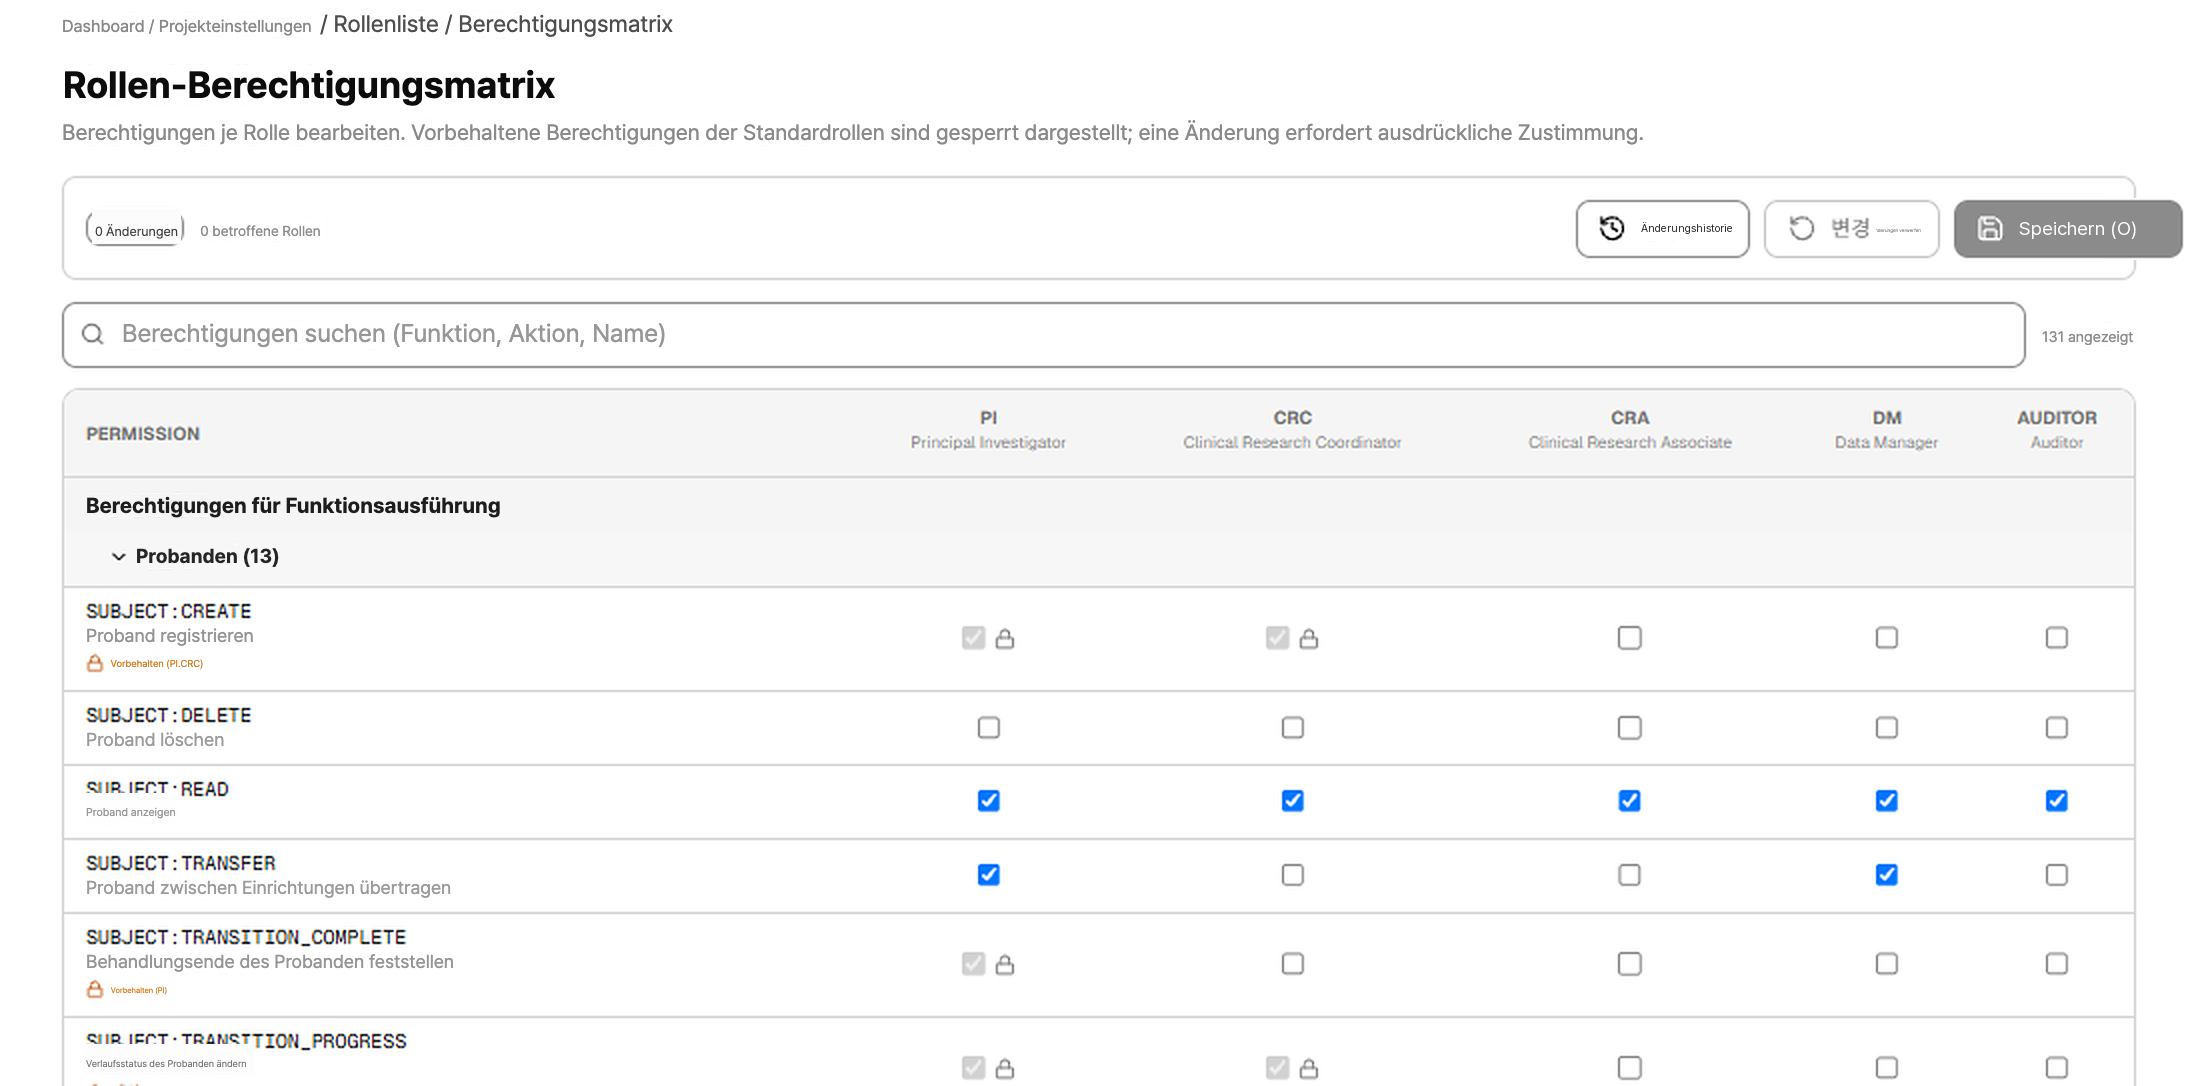 Dashboard / Projekteinstellungen / Rollenliste / Berechtigungsmatrix
Rollen-Berechtigungsmatrix
Berechtigungen je Rolle bearbeiten. Vorbehaltene Berechtigungen der Standardrollen sind gesperrt dargestellt; eine Änderung erfordert ausdrückliche Zustimmung.
0 Änderungen 0 betroffene Rollen Änderungshistorie 변경 verwerfen Speichern (0)
Berechtigungen suchen (Funktion, Aktion, Name) 131 angezeigt
PERMISSION PI CRC CRA DM AUDITOR
Principal Investigator Clinical Research Coordinator Clinical Research Associate Data Manager Auditor
Berechtigungen für Funktionsausführung
Probanden (13)
SUBJECT:CREATE
Proband registrieren
Vorbehalten (PI.CRC)
SUBJECT:DELETE
Proband löschen
SUBJECT:READ
Proband anzeigen
SUBJECT:TRANSFER
Proband zwischen Einrichtungen übertragen
SUBJECT:TRANSITION_COMPLETE
Behandlungsende des Probanden feststellen
Vorbehalten (PI)
SUBJECT:TRANSITION_PROGRESS
Verlaufsstatus des Probanden ändern